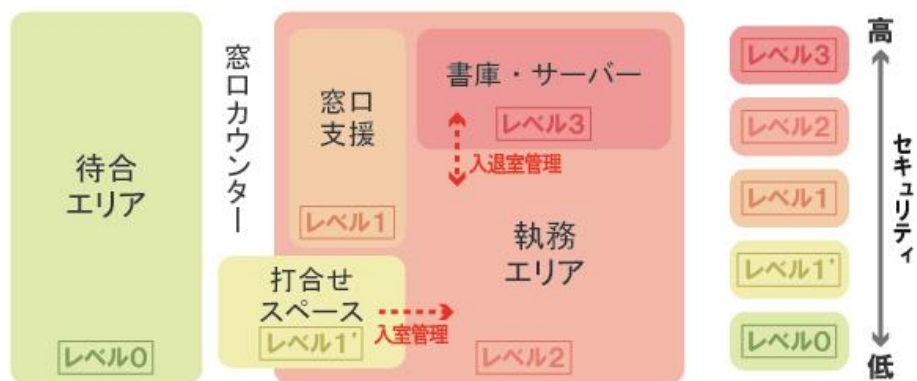 待合
エリア
レベル0
窓口カウンター
窓口
支援
レベル1
書庫・サーバー
レベル3
入退室管理
執務
エリア
レベル2
打合せ
スペース
レベル1'
入室管理
高
レベル3
レベル2
レベル1
レベル1'
レベル0
セキュリティ
低